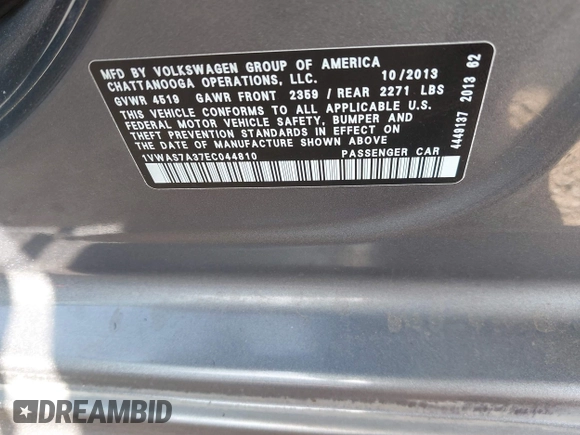 MFD BY VOLKSWAGEN GROUP OF AMERICA
CHATTANOOGA OPERATIONS, LLC. 10/2013
GVWR 4519 GAWR FRONT 2359 / REAR 2271 LBS
THIS VEHICLE CONFORMS TO ALL APPLICABLE U.S.
FEDERAL MOTOR VEHICLE SAFETY, BUMPER AND
THEFT PREVENTION STANDARDS IN EFFECT ON
THE DATE OF MANUFACTURE SHOWN ABOVE
1VWAS7A37EC044810 PASSENGER CAR
4449137 2013 62
DREAMBID